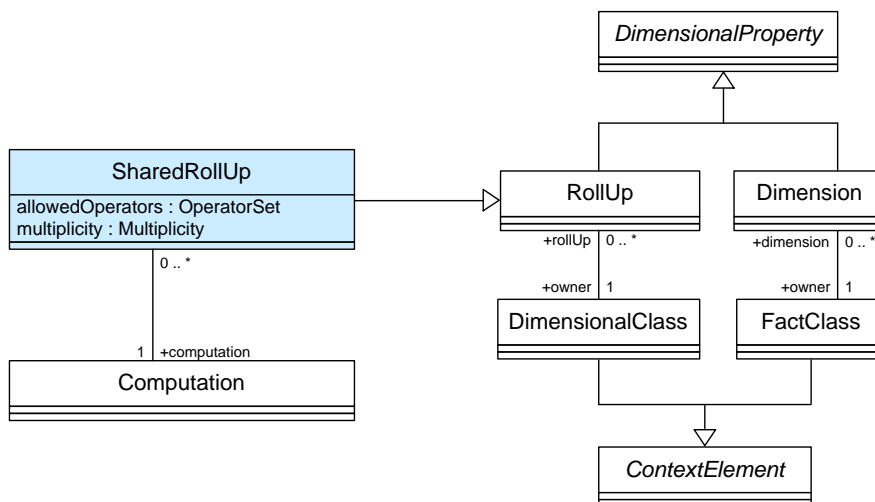 DimensionalProperty
SharedRollUp
allowedOperators : OperatorSet
multiplicity : Multiplicity
RollUp
Dimension
+rollUp 0 .. *
+dimension 0 .. *
0 .. *
+owner 1
+owner 1
DimensionalClass
FactClass
1 +computation
Computation
ContextElement